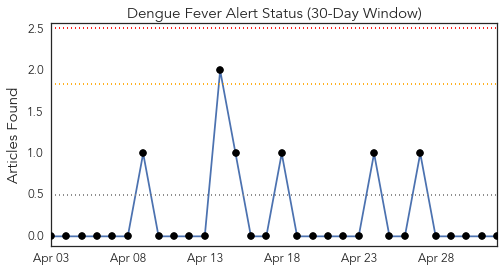 Dengue Fever Alert Status (30-Day Window)
Articles Found
2.5
2.0
1.5
1.0
0.5
0.0
Apr 03 Apr 08 Apr 13 Apr 18 Apr 23 Apr 28